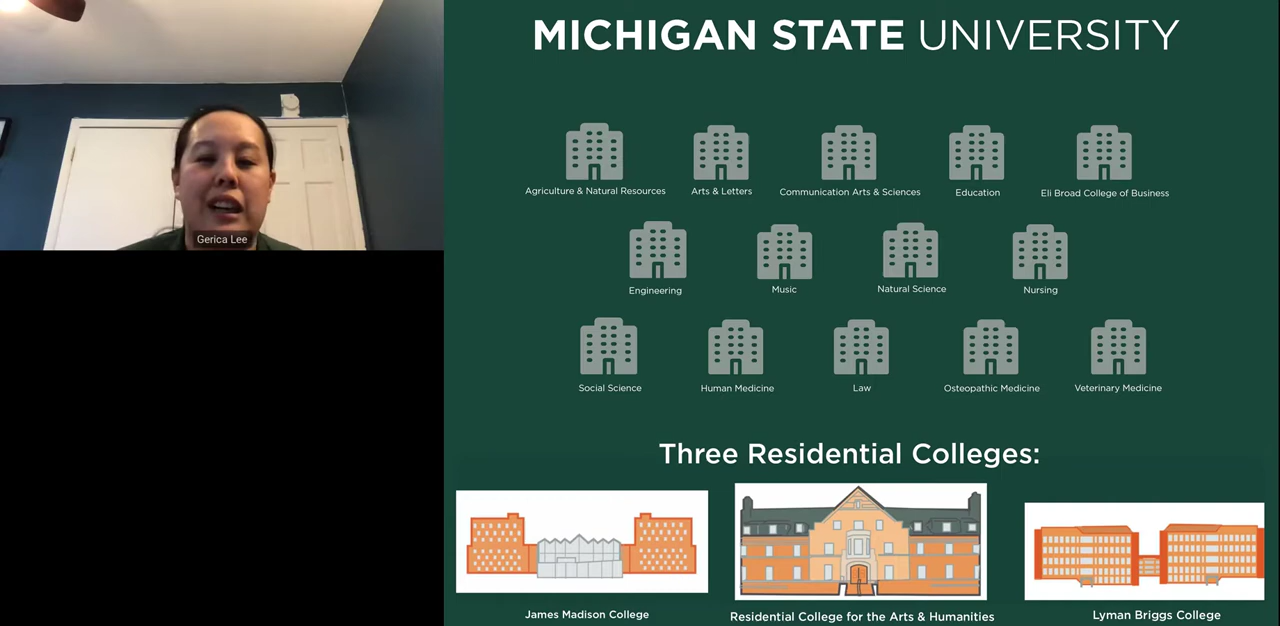 Gerica Lee
MICHIGAN STATE UNIVERSITY
Agriculture & Natural Resources
Arts & Letters
Communication Arts & Sciences
Education
Eli Broad College of Business
Engineering
Music
Natural Science
Nursing
Social Science
Human Medicine
Law
Osteopathic Medicine
Veterinary Medicine
Three Residential Colleges:
James Madison College
Residential College for the Arts & Humanities
Lyman Briggs College